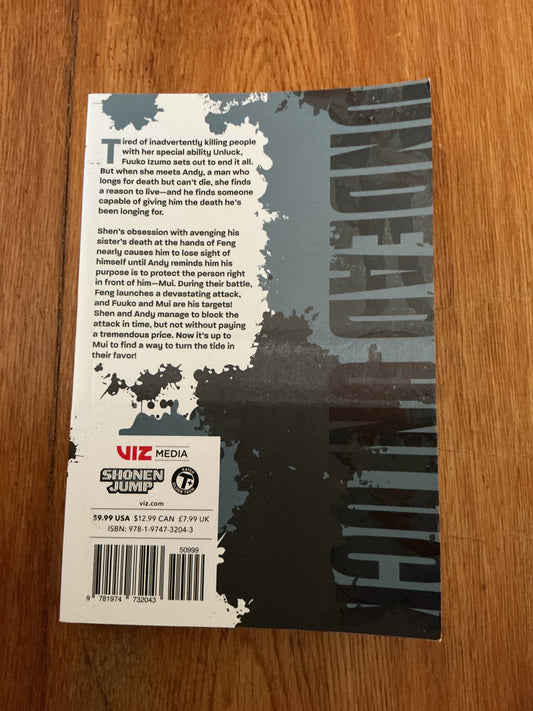 Tired of inadvertently killing people
with her special ability Unluck,
Fuuko Izumo sets out to end it all.
But when she meets Andy, a man who
longs for death but can't die, she finds
a reason to live—and he finds someone
capable of giving him the death he's
been longing for.
Shen's obsession with avenging his
sister's death at the hands of Feng
nearly causes him to lose sight of
himself until Andy reminds him his
purpose is to protect the person right
in front of him—Mui. During their battle,
Feng launches a devastating attack,
and Fuuko and Mui are his targets!
Shen and Andy manage to block the
attack in time, but not without paying
a tremendous price. Now it's up to
Mui to find a way to turn the tide in
their favor!
UNDEAD UNLUCK
VIZ MEDIA
SHONEN
JUMP
RATED
T+
viz.com
$9.99 USA $12.99 CAN £7.99 UK
ISBN: 978-1-9747-3204-3
50999
9 781974 732043